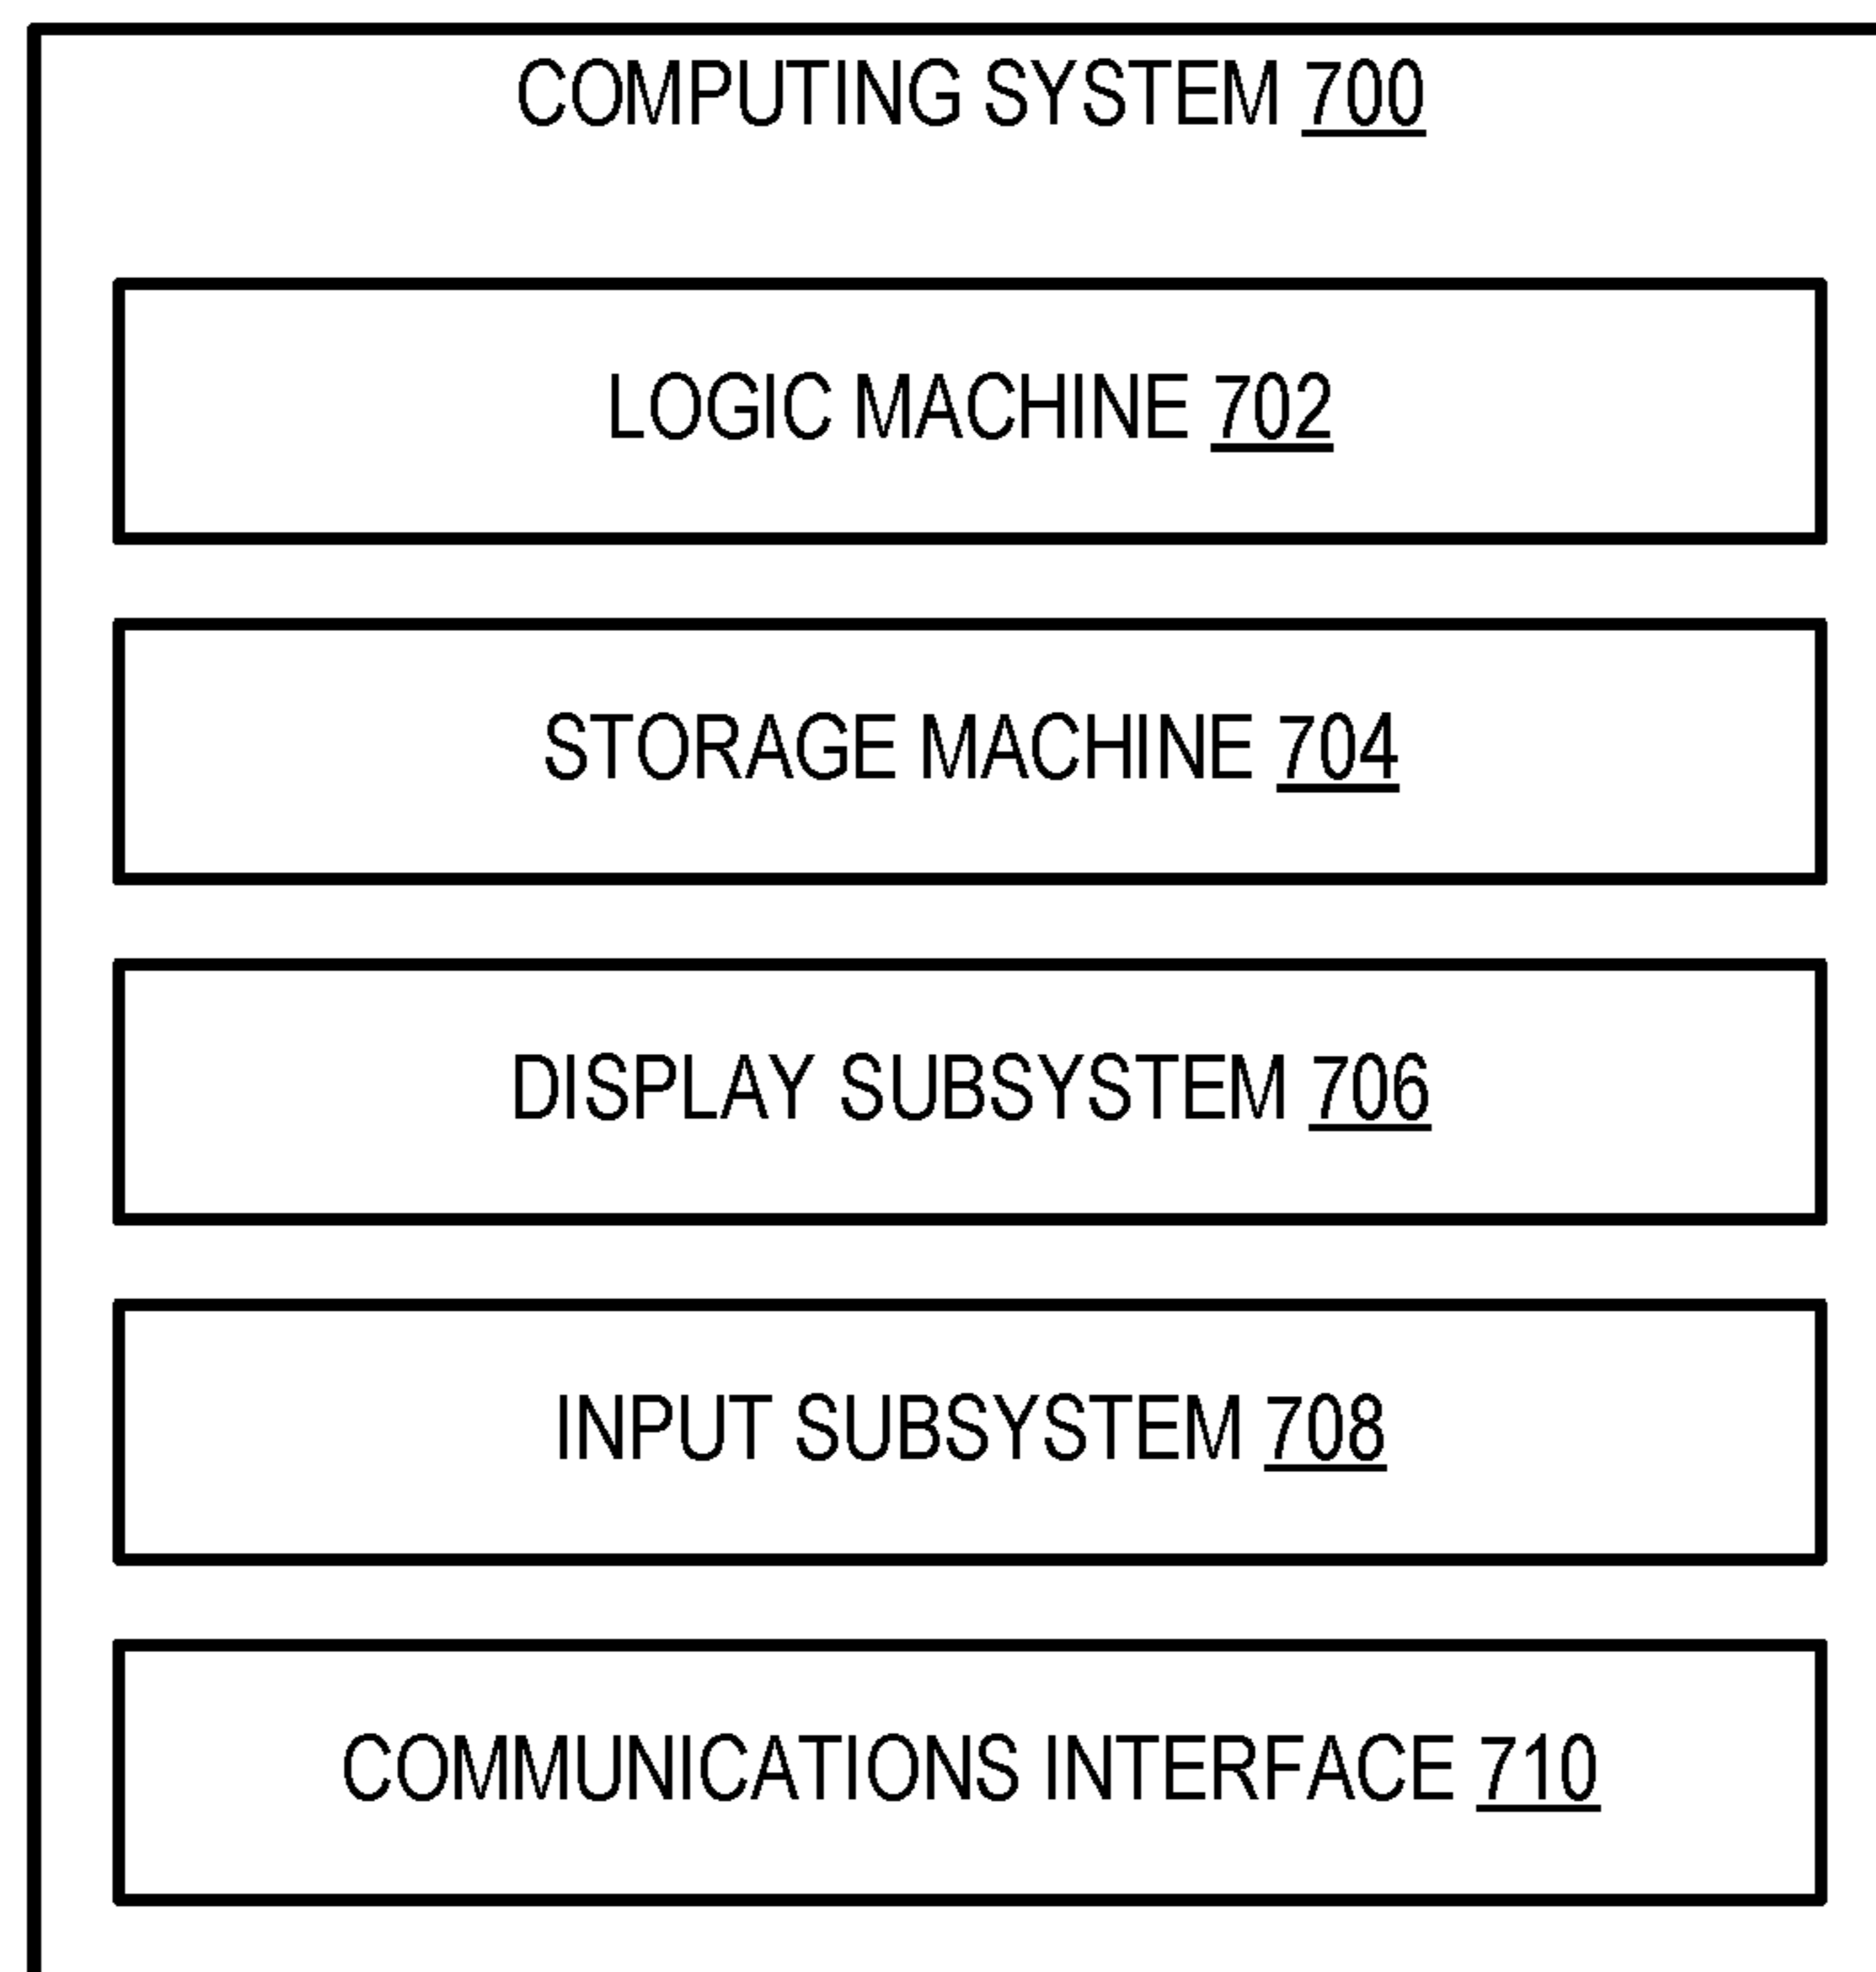 COMPUTING SYSTEM 700
LOGIC MACHINE 702
STORAGE MACHINE 704
DISPLAY SUBSYSTEM 706
INPUT SUBSYSTEM 708
COMMUNICATIONS INTERFACE 710